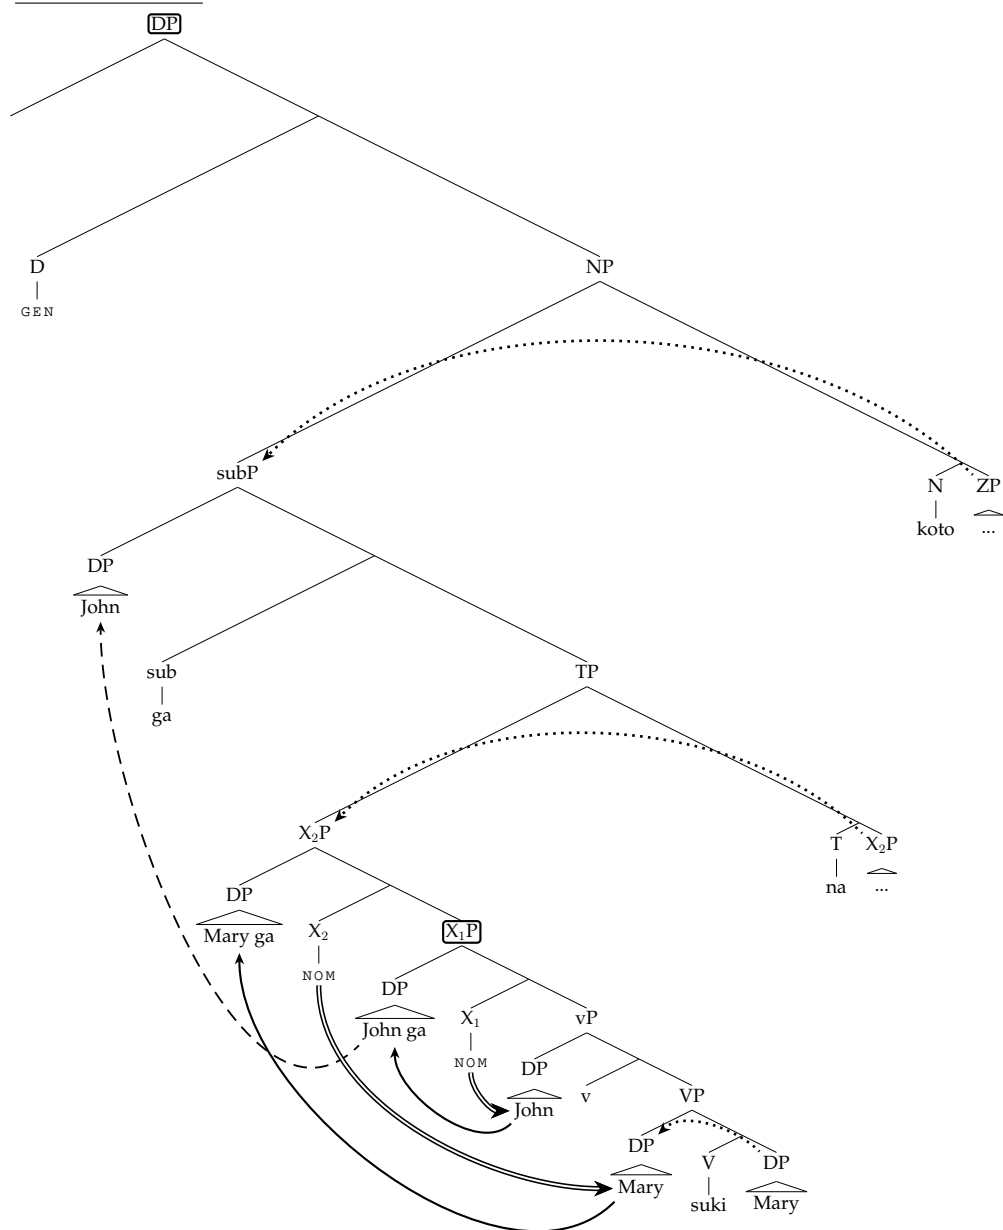 DP
D
NP
GEN
subP
N ZP
koto ...
DP
John
sub
TP
ga
X₂P
T X₂P
na ...
DP
Mary ga
X₂
X₁P
NOM
DP
John ga
X₁
vP
NOM
DP
John
v
VP
DP
Mary
V
DP
suki
Mary